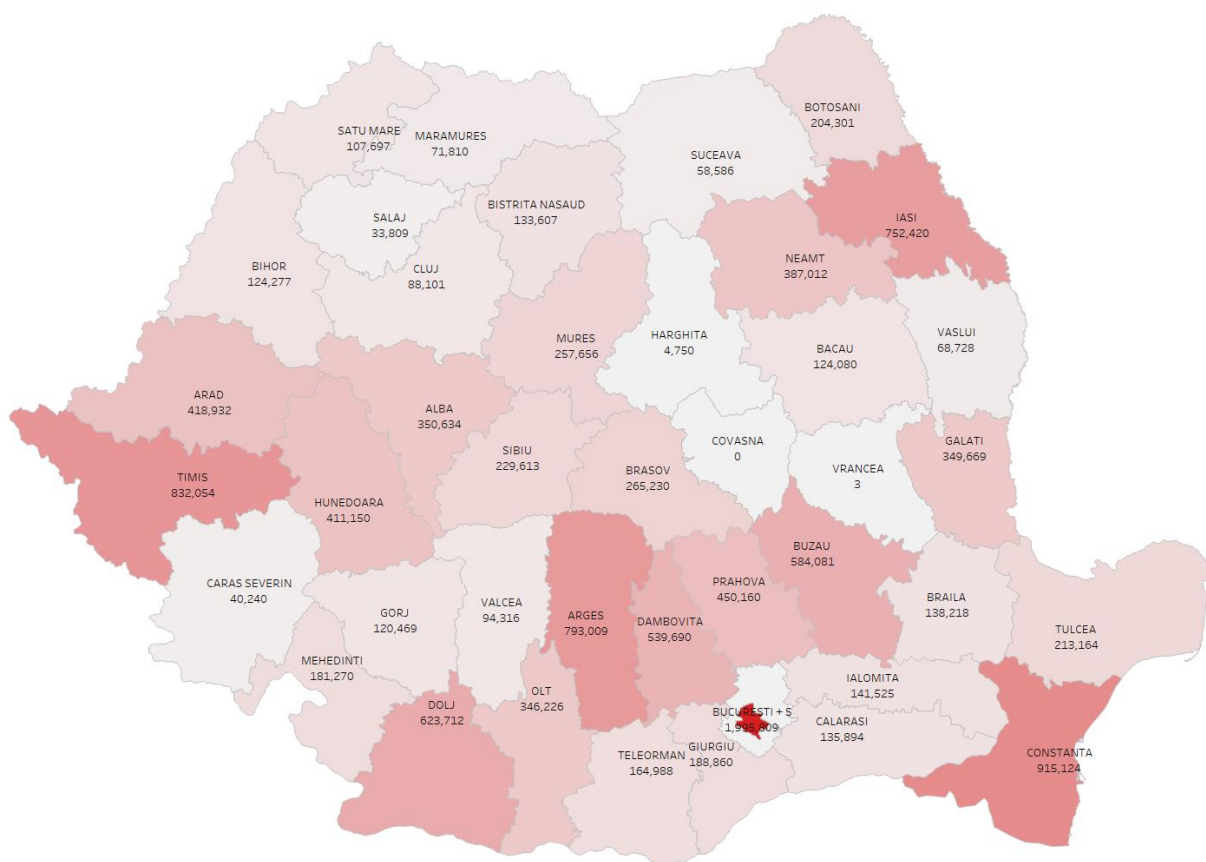 BOTOSANI
204,301
SATU MARE
107,697
MARAMURES
71,810
SUCEAVA
58,586
BISTRITA NASAUD
133,607
SALAJ
33,809
IASI
752,420
NEAMT
387,012
BIHOR
124,277
CLUJ
88,101
MURES
257,656
HARGHITA
4,750
BACAU
124,080
VASLUI
68,728
ARAD
418,932
ALBA
350,634
SIBIU
229,613
BRASOV
265,230
COVASNA
0
VRANCEA
3
GALATI
349,669
TIMIS
832,054
HUNEDOARA
411,150
BUZAU
584,081
CARAS SEVERIN
40,240
GORJ
120,469
VALCEA
94,316
ARGES
793,009
DAMBOVITA
539,690
PRAHOVA
450,160
BRAILA
138,218
TULCEA
213,164
MEHEDINTI
181,270
DOLJ
623,712
OLT
346,226
IALOMITA
141,525
BUCURESTI + S
1,995,809
CALARASI
135,894
TELEORMAN
164,988
GIURGIU
188,860
CONSTANTA
915,124